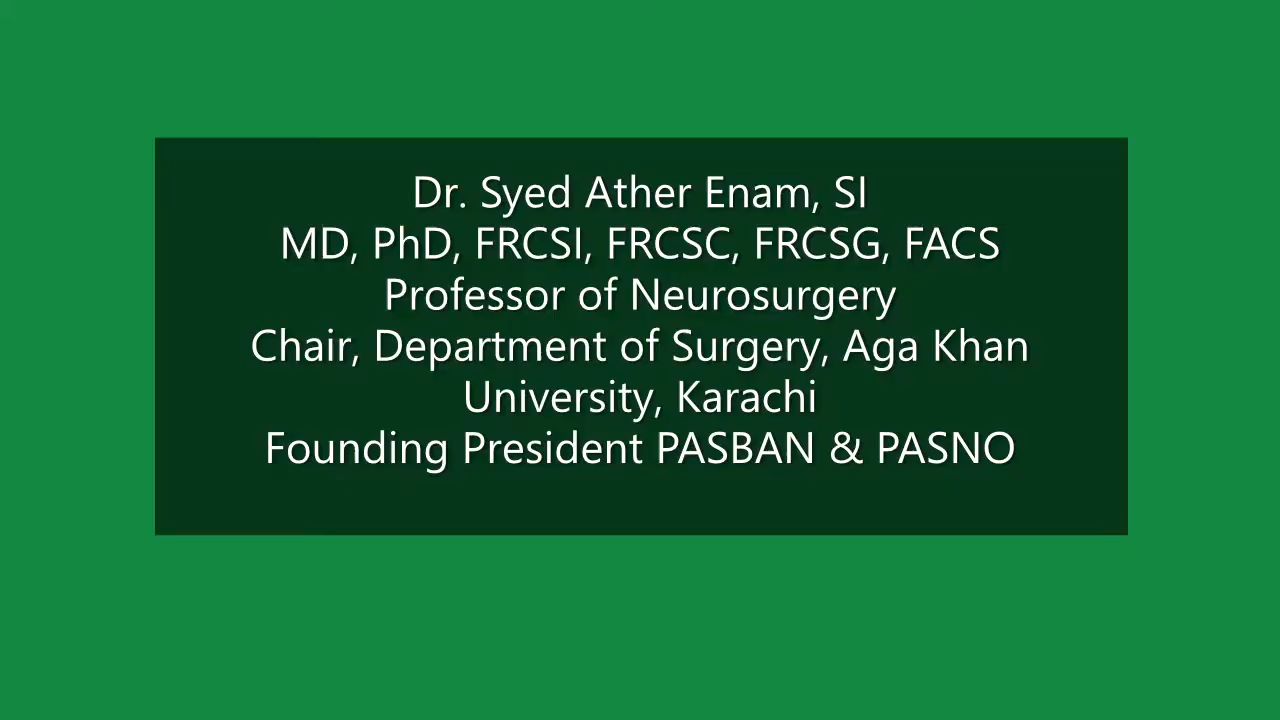 Dr. Syed Ather Enam, SI
MD, PhD, FRCSI, FRCSC, FRCSG, FACS
Professor of Neurosurgery
Chair, Department of Surgery, Aga Khan
University, Karachi
Founding President PASBAN & PASNO